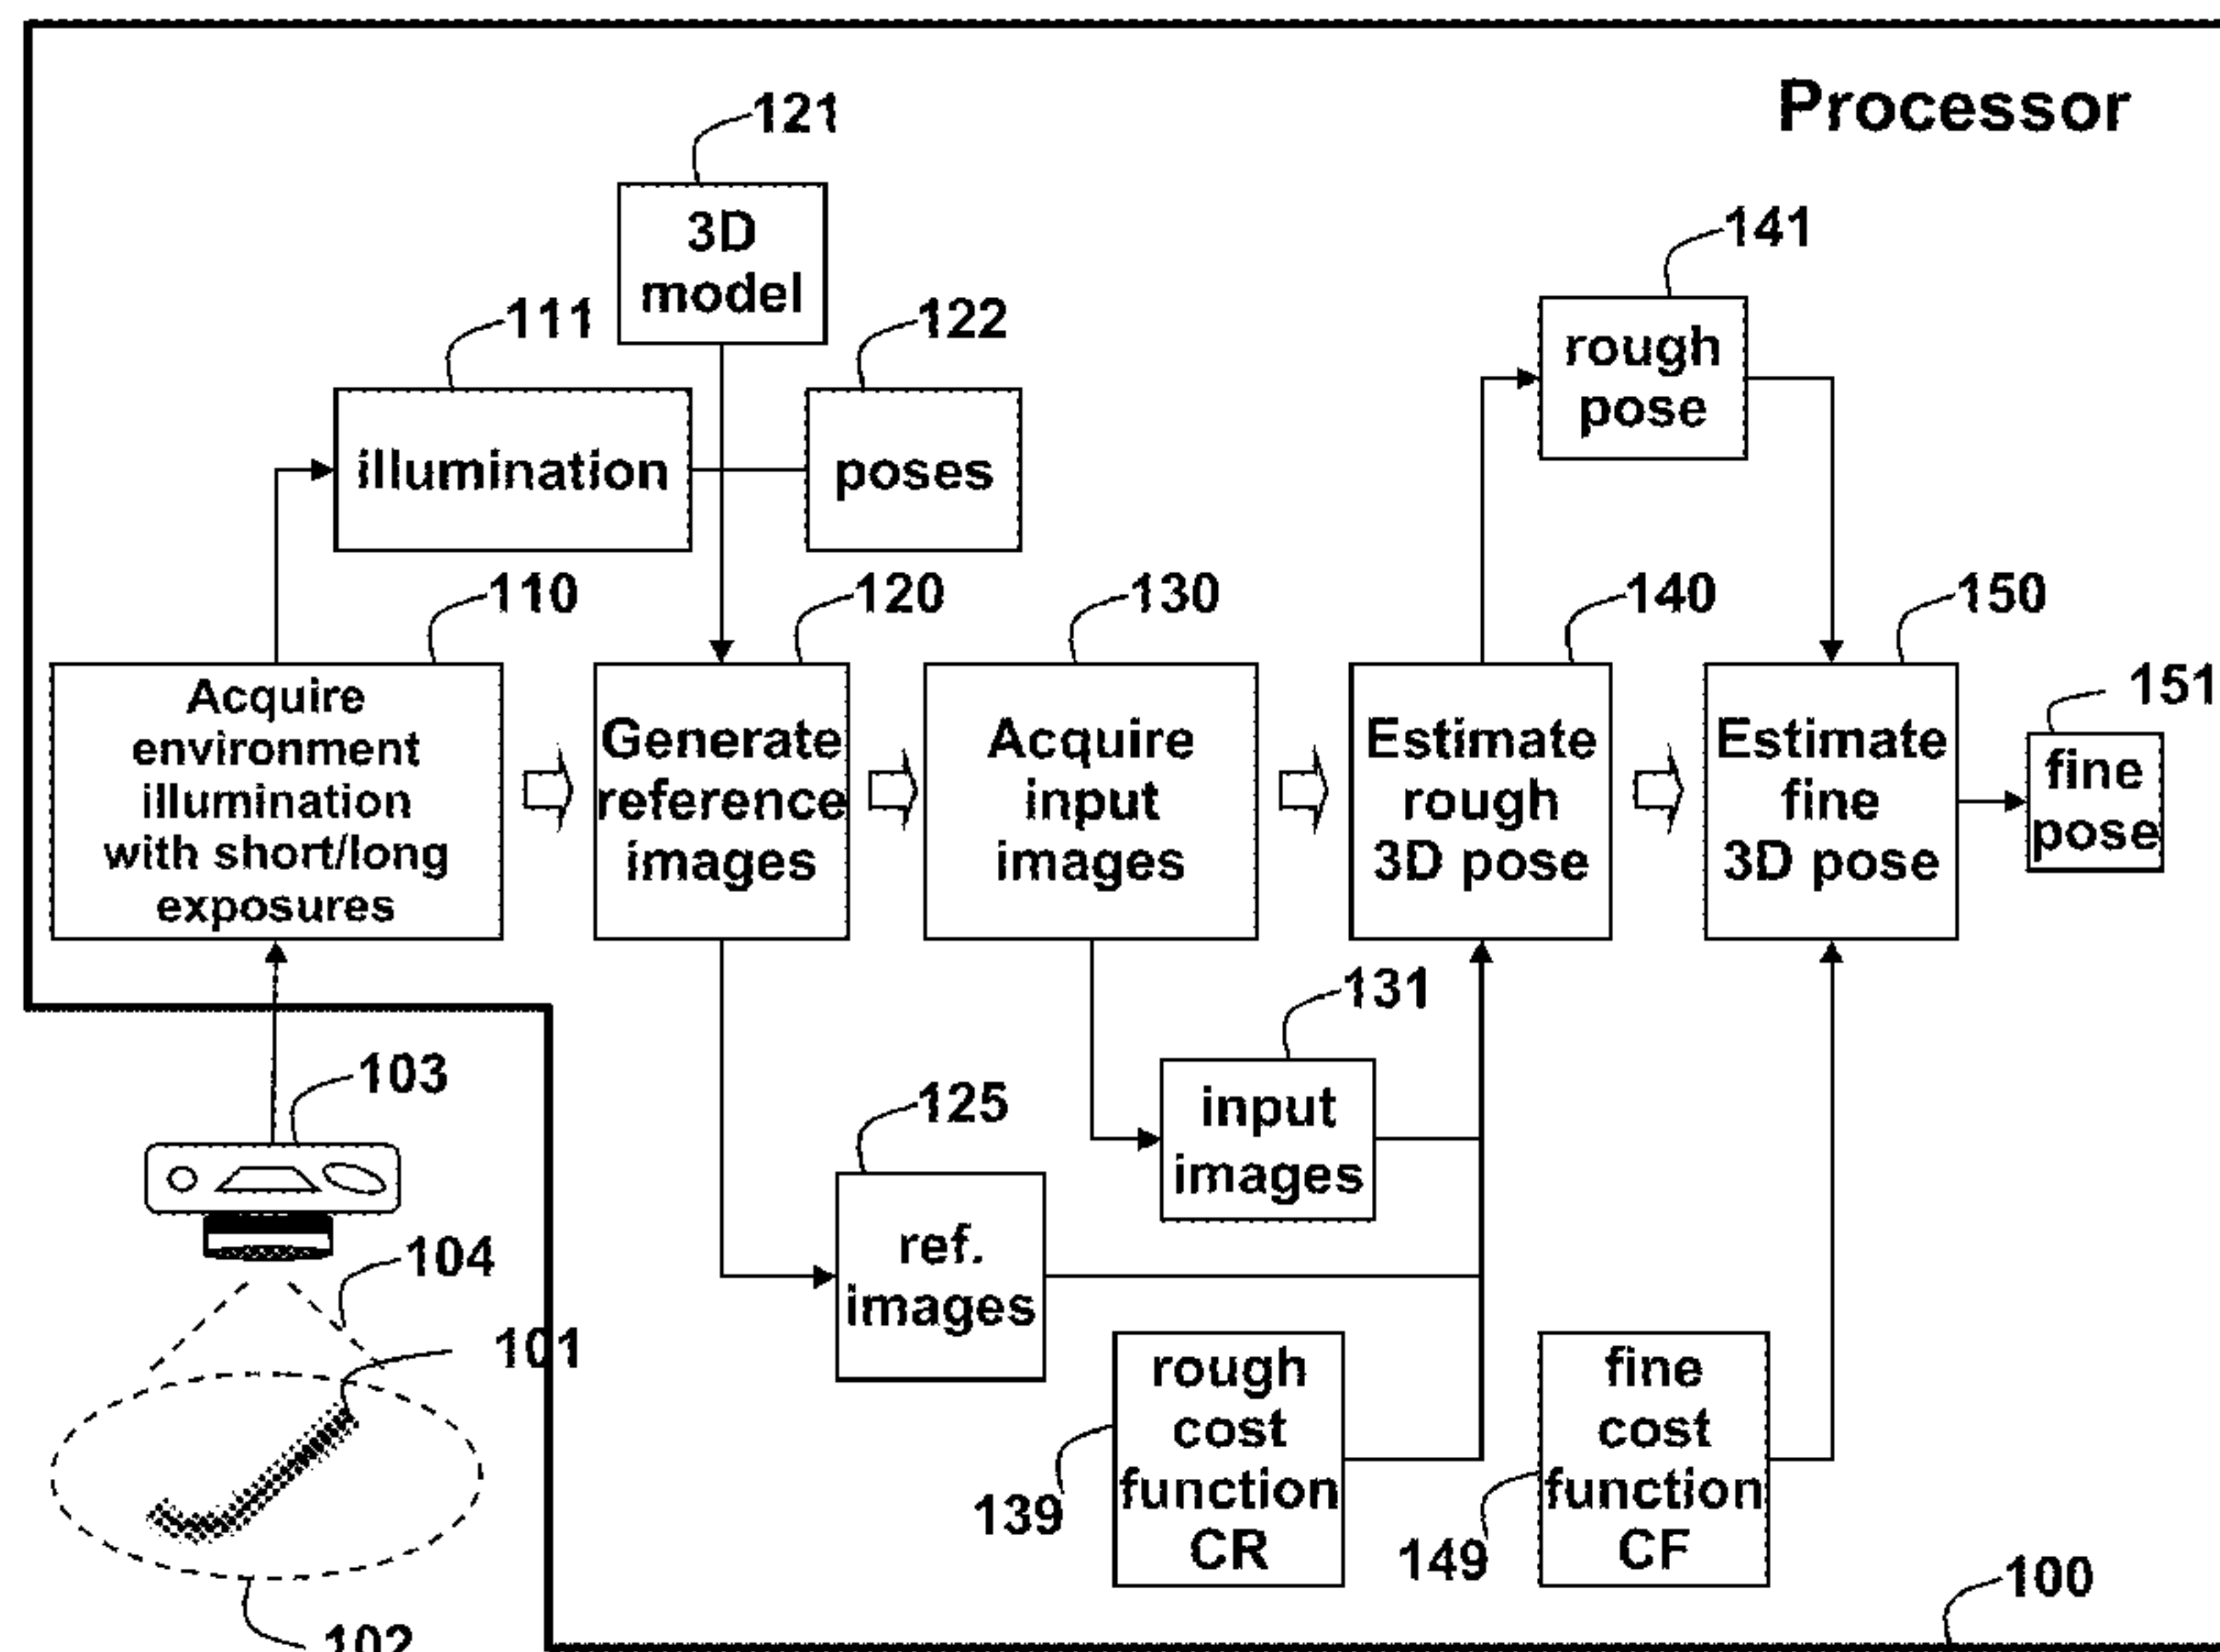 Processor
121
3D
model
141
rough
pose
111
122
illumination
poses
110
120
130
140
150
151
Acquire
environment
illumination
with short/long
exposures
Generate
reference
images
Acquire
input
images
Estimate
rough
3D pose
Estimate
fine
3D pose
fine
pose
131
103
125
input
images
104
ref.
images
101
rough
cost
function
CR
fine
cost
function
CF
139
149
100
102